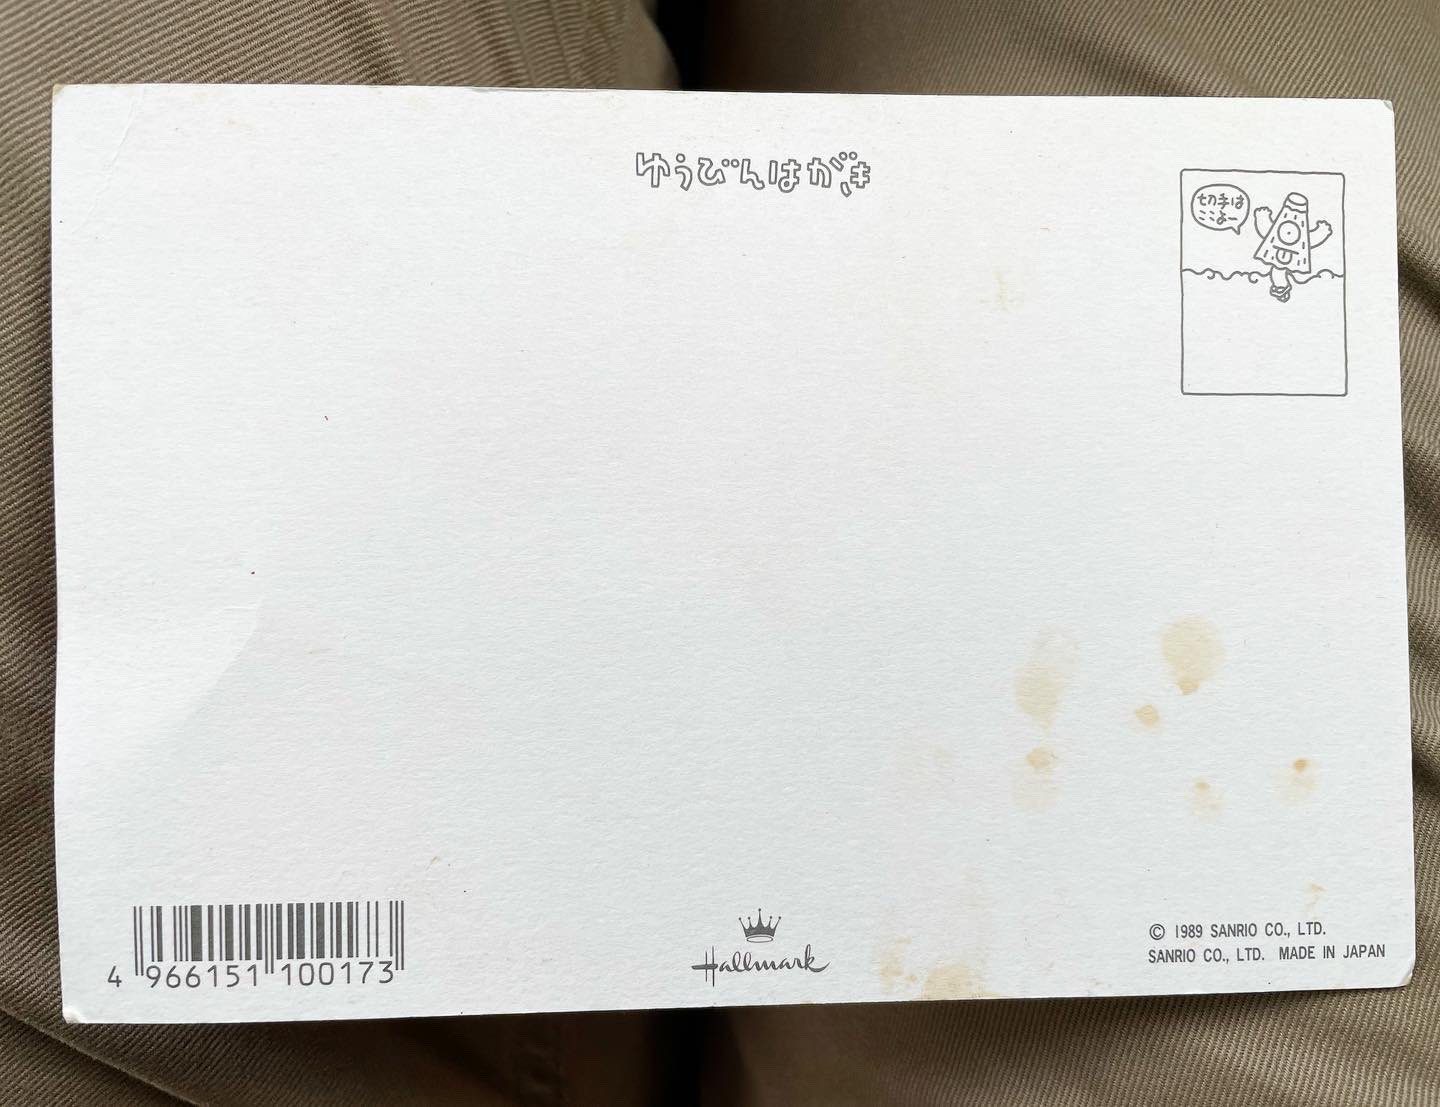 ゆうびんはがき
切手は
ここよー
4 966151 100173
Hallmark
© 1989 SANRIO CO., LTD.
SANRIO CO., LTD. MADE IN JAPAN